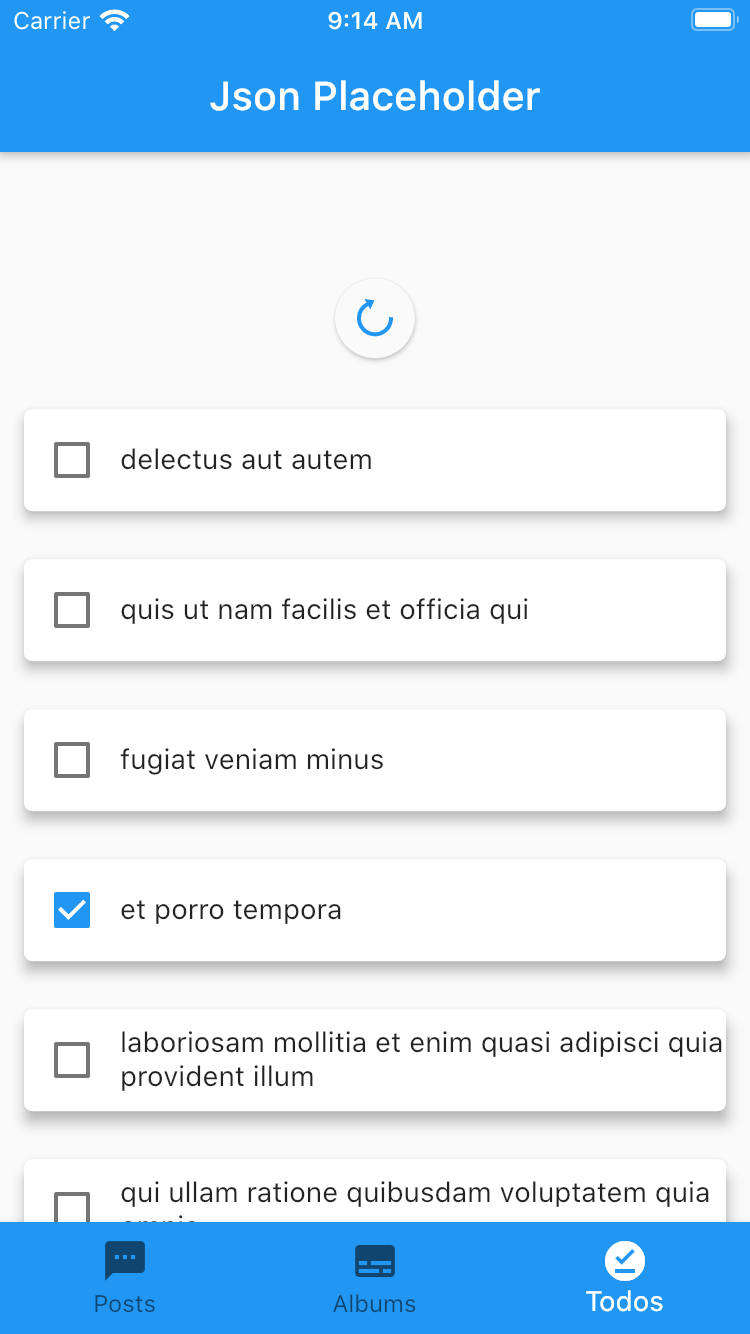 Carrier 9:14 AM
Json Placeholder
delectus aut autem
quis ut nam facilis et officia qui
fugiat veniam minus
et porro tempora
laboriosam mollitia et enim quasi adipisci quia
provident illum
qui ullam ratione quibusdam voluptatem quia
Posts Albums Todos